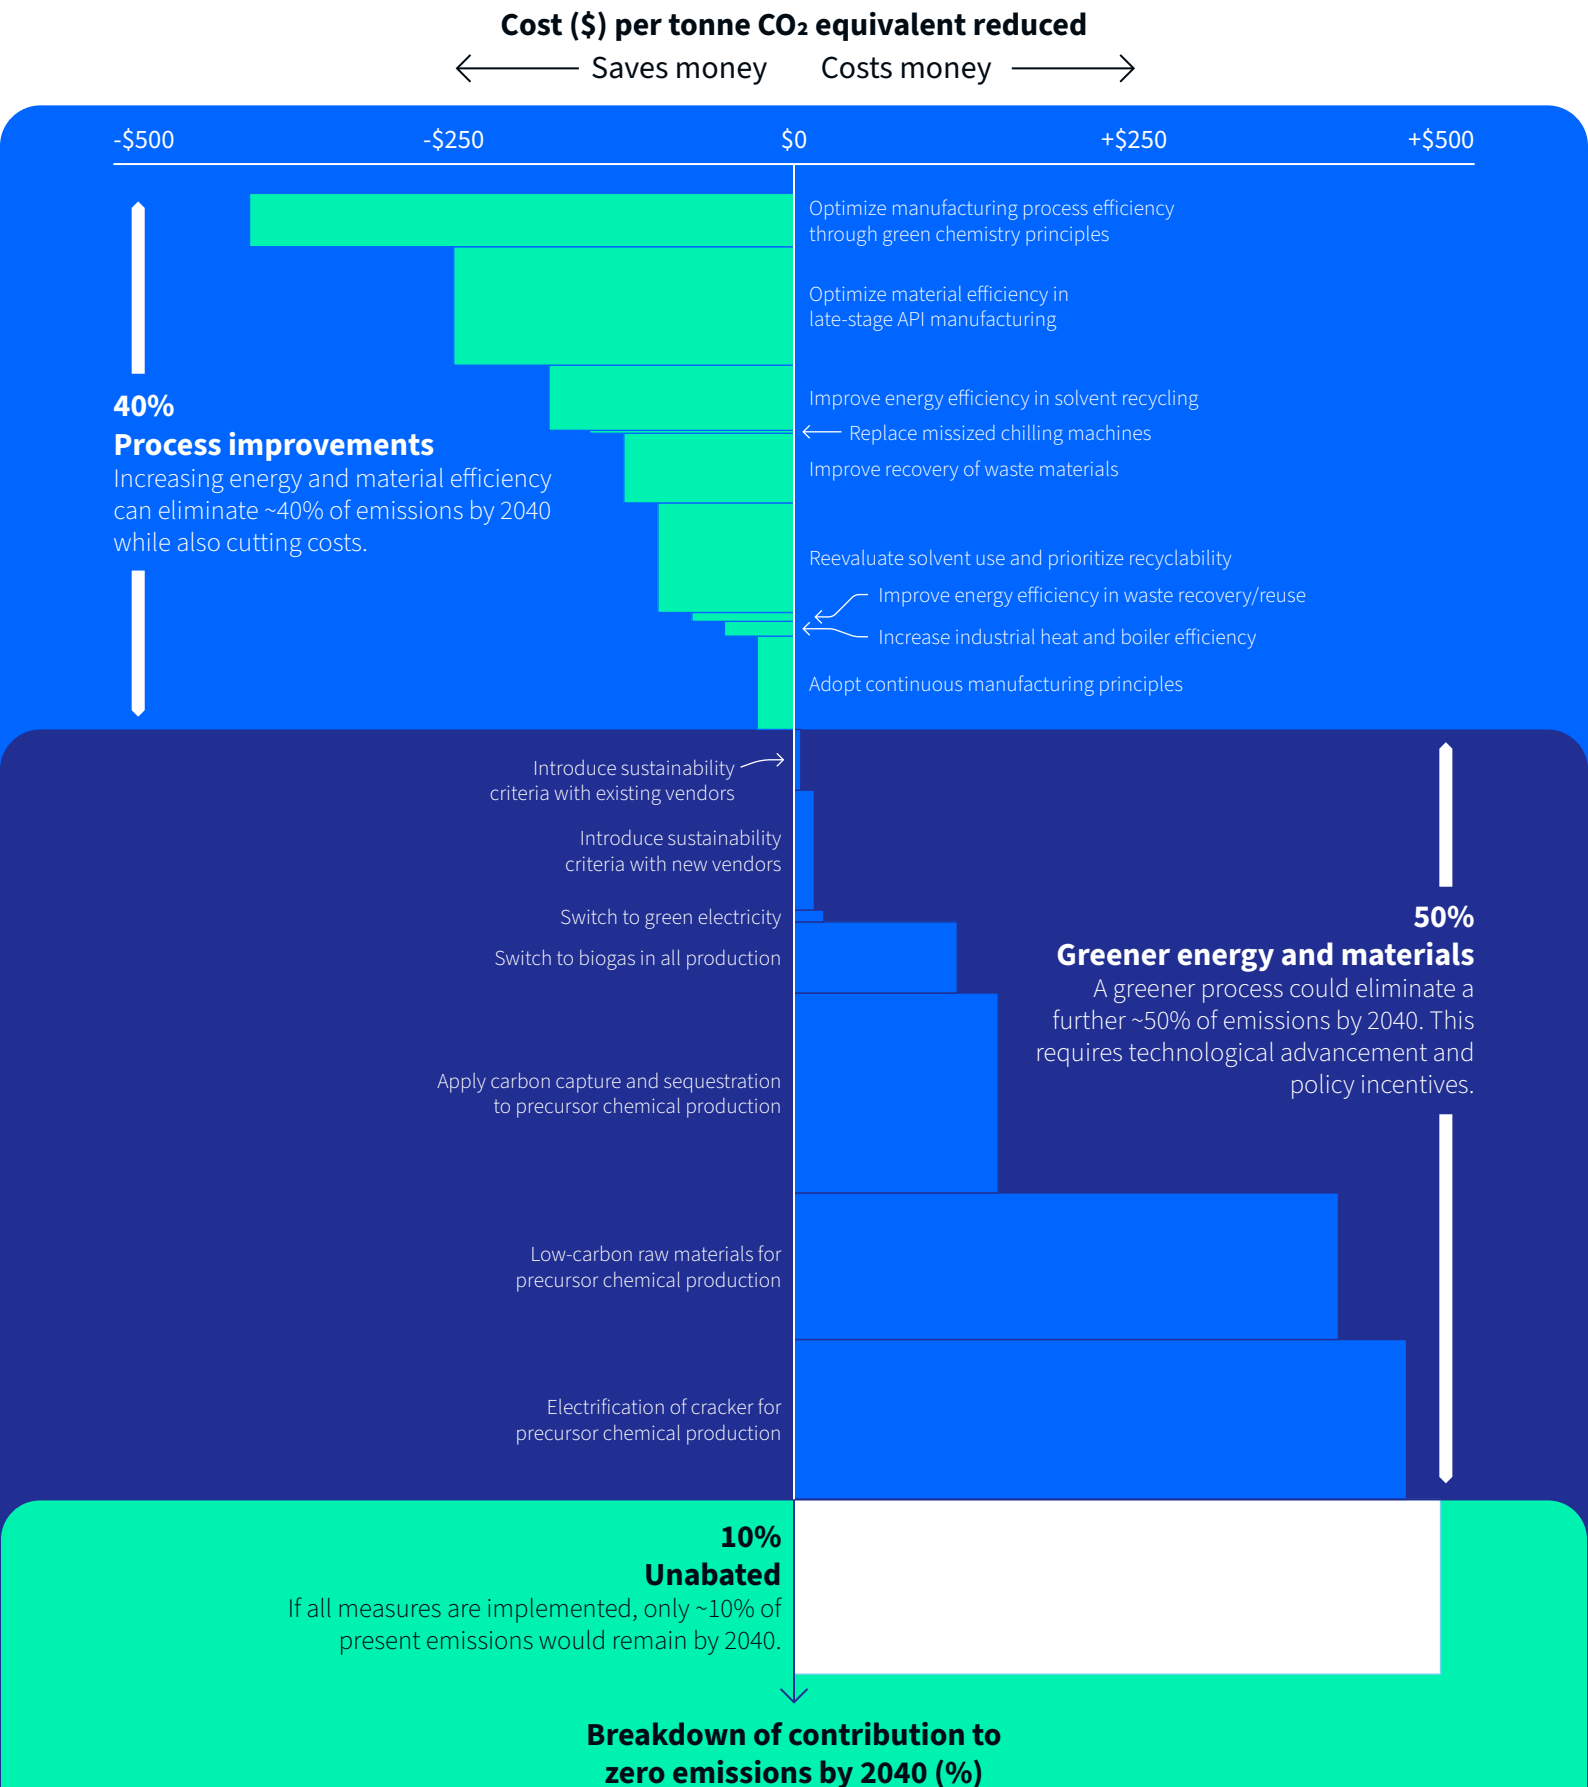 Cost ($) per tonne CO₂ equivalent reduced
Saves money Costs money
-$500 -$250 $0 +$250 +$500
Optimize manufacturing process efficiency
through green chemistry principles
Optimize material efficiency in
late-stage API manufacturing
Improve energy efficiency in solvent recycling
Replace missized chilling machines
Improve recovery of waste materials
Reevaluate solvent use and prioritize recyclability
Improve energy efficiency in waste recovery/reuse
Increase industrial heat and boiler efficiency
Adopt continuous manufacturing principles
40%
Process improvements
Increasing energy and material efficiency
can eliminate ~40% of emissions by 2040
while also cutting costs.
Introduce sustainability
criteria with existing vendors
Introduce sustainability
criteria with new vendors
Switch to green electricity
Switch to biogas in all production
Apply carbon capture and sequestration
to precursor chemical production
Low-carbon raw materials for
precursor chemical production
Electrification of cracker for
precursor chemical production
50%
Greener energy and materials
A greener process could eliminate a
further ~50% of emissions by 2040. This
requires technological advancement and
policy incentives.
10%
Unabated
If all measures are implemented, only ~10% of
present emissions would remain by 2040.
Breakdown of contribution to
zero emissions by 2040 (%)